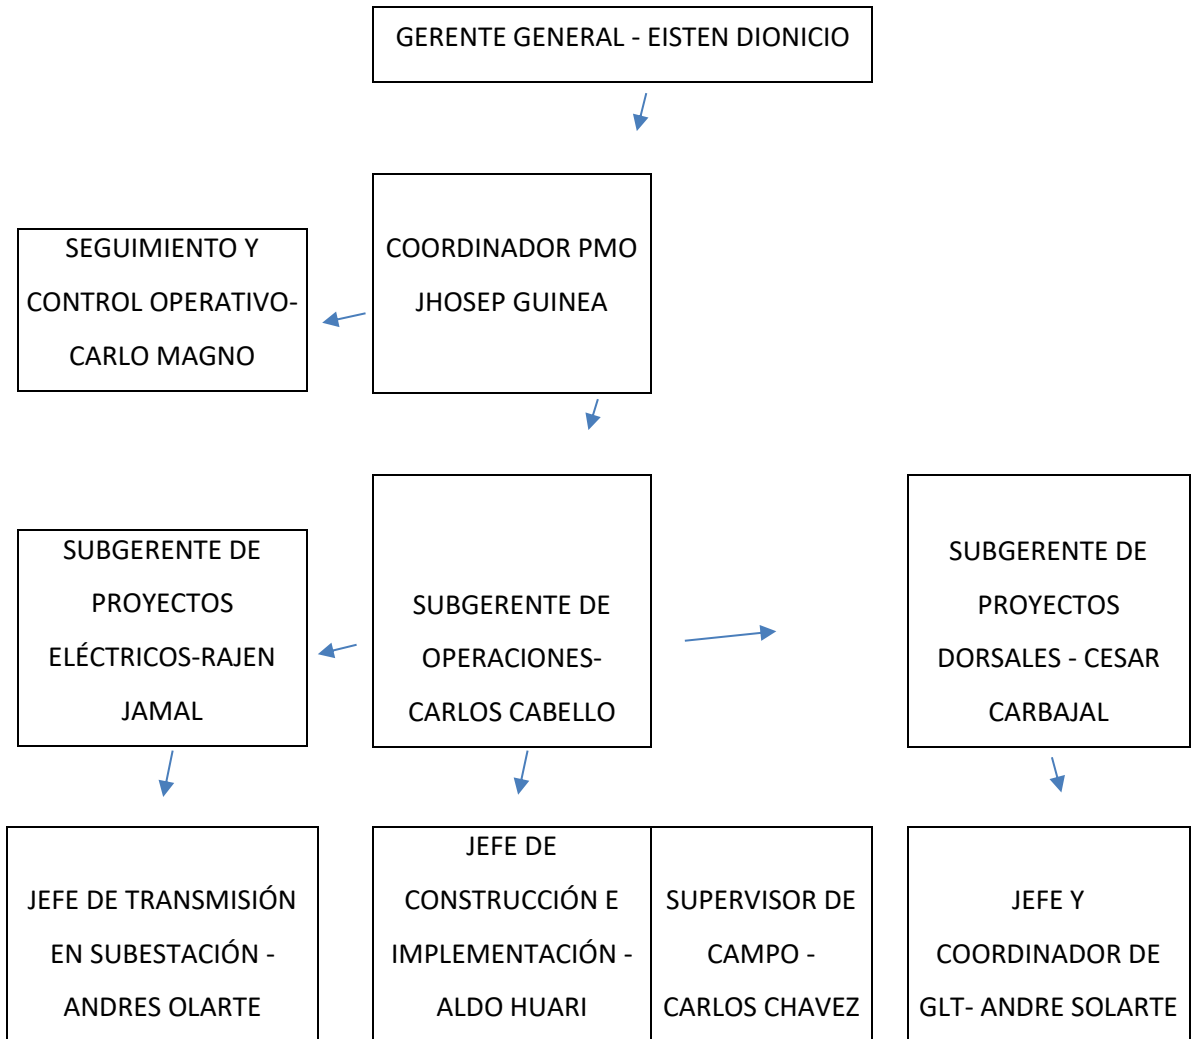 GERENTE GENERAL - EISTEN DIONICIO
SEGUIMIENTO Y
CONTROL OPERATIVO-
CARLO MAGNO
COORDINADOR PMO
JHOSEP GUINEA
SUBGERENTE DE
PROYECTOS
ELÉCTRICOS-RAJEN
JAMAL
SUBGERENTE DE
OPERACIONES-
CARLOS CABELLO
SUBGERENTE DE
PROYECTOS
DORSALES - CESAR
CARBAJAL
JEFE DE TRANSMISIÓN
EN SUBESTACIÓN -
ANDRES OLARTE
JEFE DE
CONSTRUCCIÓN E
IMPLEMENTACIÓN -
ALDO HUARI
SUPERVISOR DE
CAMPO -
CARLOS CHAVEZ
JEFE Y
COORDINADOR DE
GLT- ANDRE SOLARTE